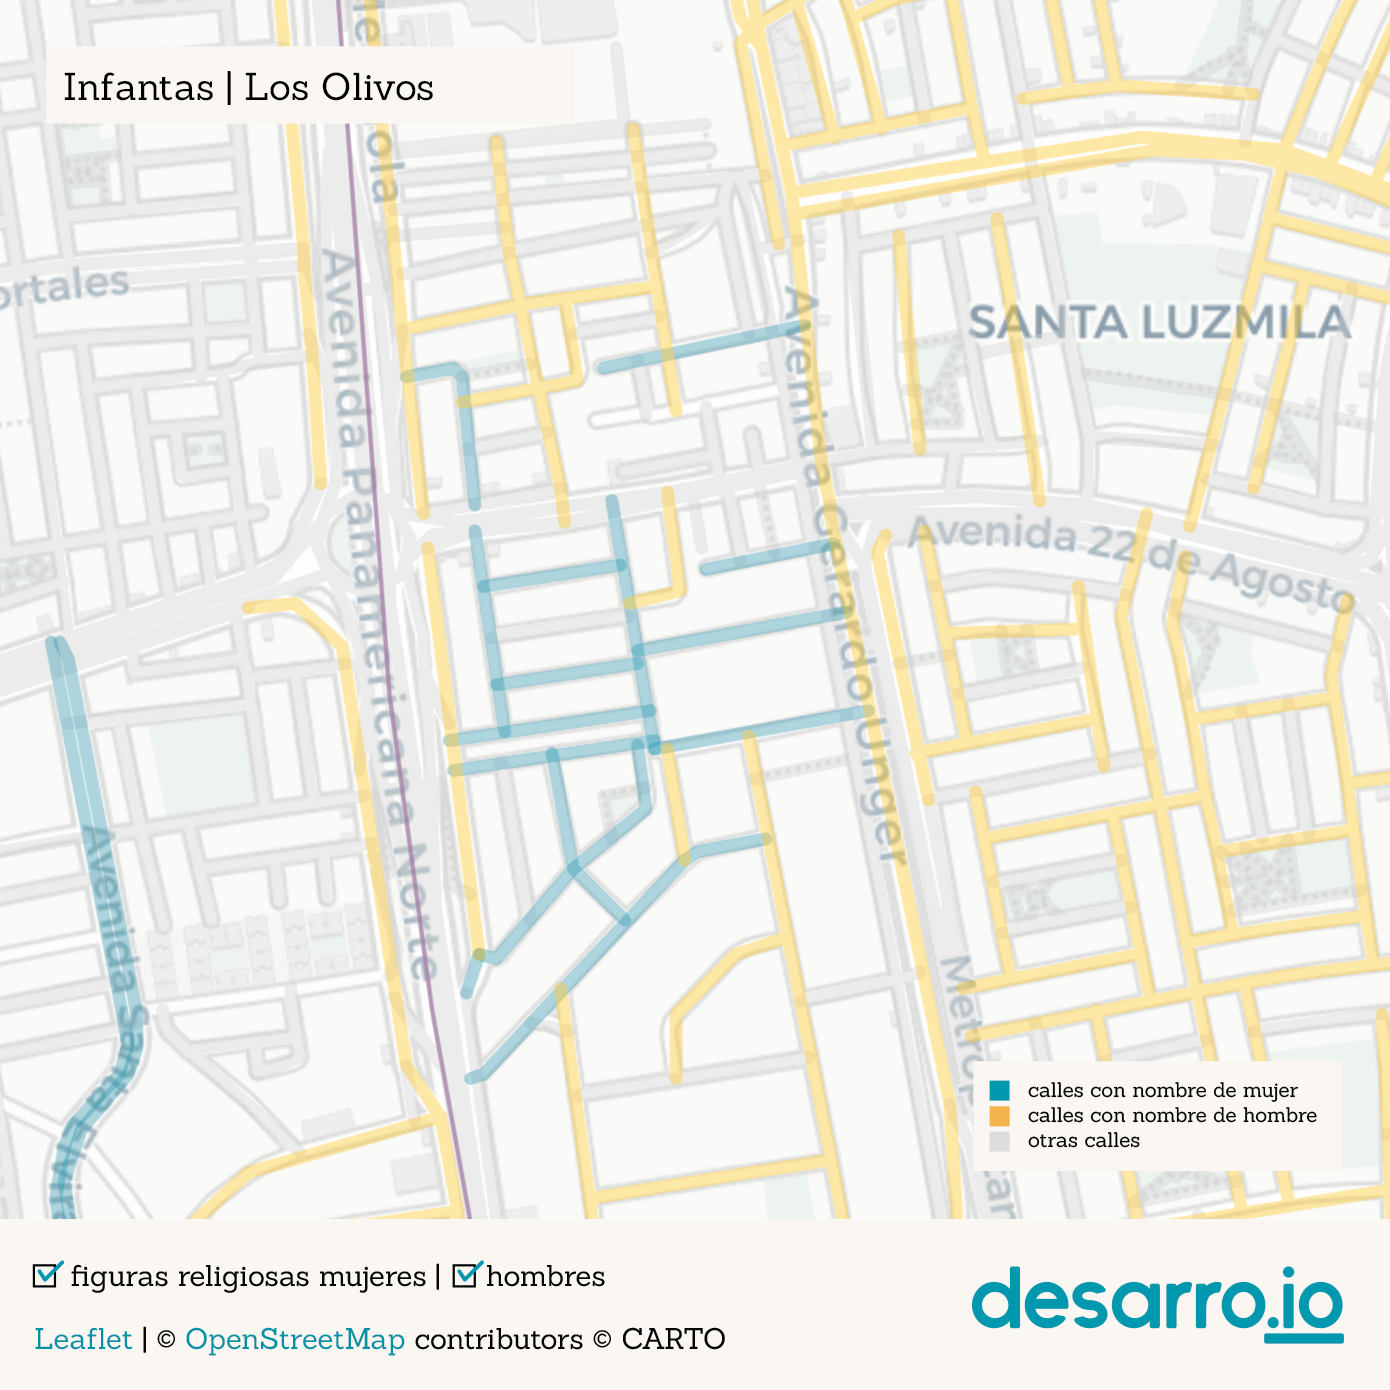 Infantas | Los Olivos
ortales
Avenida Panamericana Norte
Avenida Gerardo Unger
SANTA LUZMILA
Avenida 22 de Agosto
Avenida Santa Elvira
calles con nombre de mujer
calles con nombre de hombre
otras calles
figuras religiosas mujeres | hombres
Leaflet | © OpenStreetMap contributors © CARTO
desarro.io